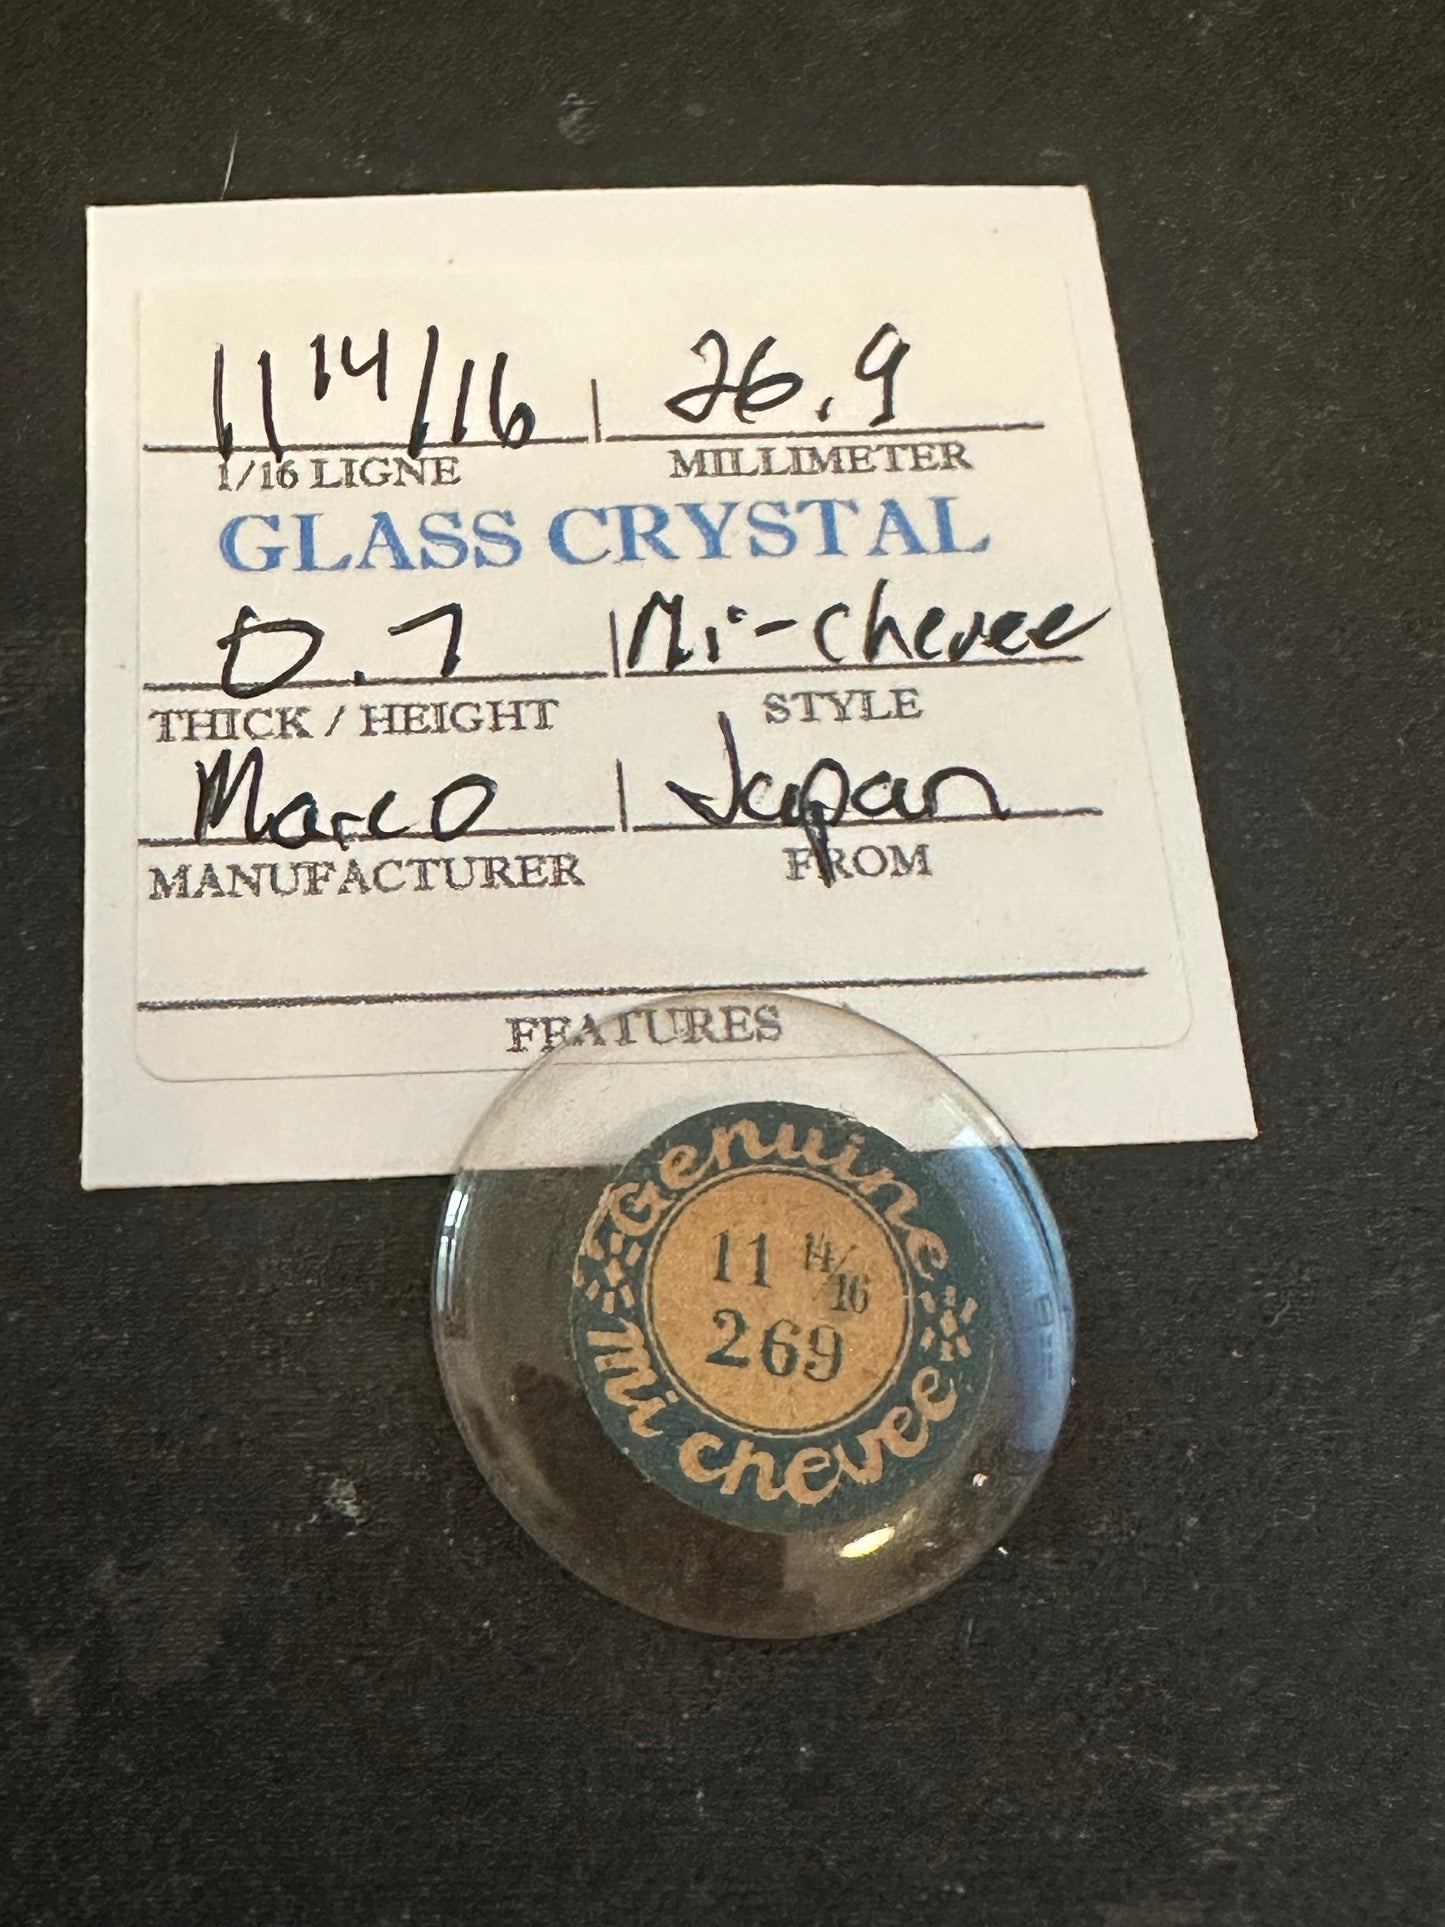 11 14/16 | 26.9
1/16 LIGNE MILLIMETER
GLASS CRYSTAL
0.7 | Mi-chevee
THICK / HEIGHT STYLE
Marco | Japan
MANUFACTURER FROM
FEATURES
Genuine
11 14/16
269
Mi chevee